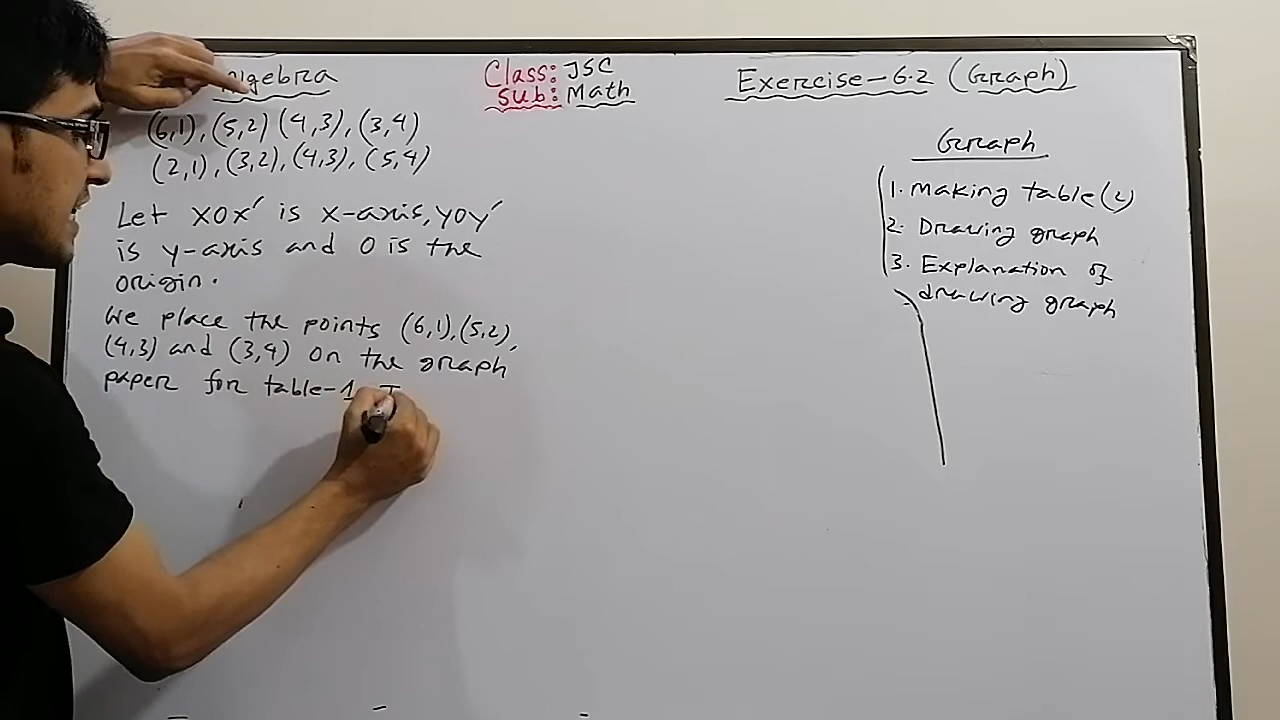 Algebra
Class: JSC
Sub: Math
Exercise-6.2 (Graph)
(6,1), (5,2) (4,3), (3,4)
(2,1), (3,2), (4,3), (5,4)
Let XOX' is x-axis, YOY'
is y-axis and O is the
origin.
We place the points (6,1), (5,2),
(4,3) and (3,4) on the graph
paper for table-1.
Graph
1. Making table(2)
2. Drawing graph
3. Explanation of
drawing graph